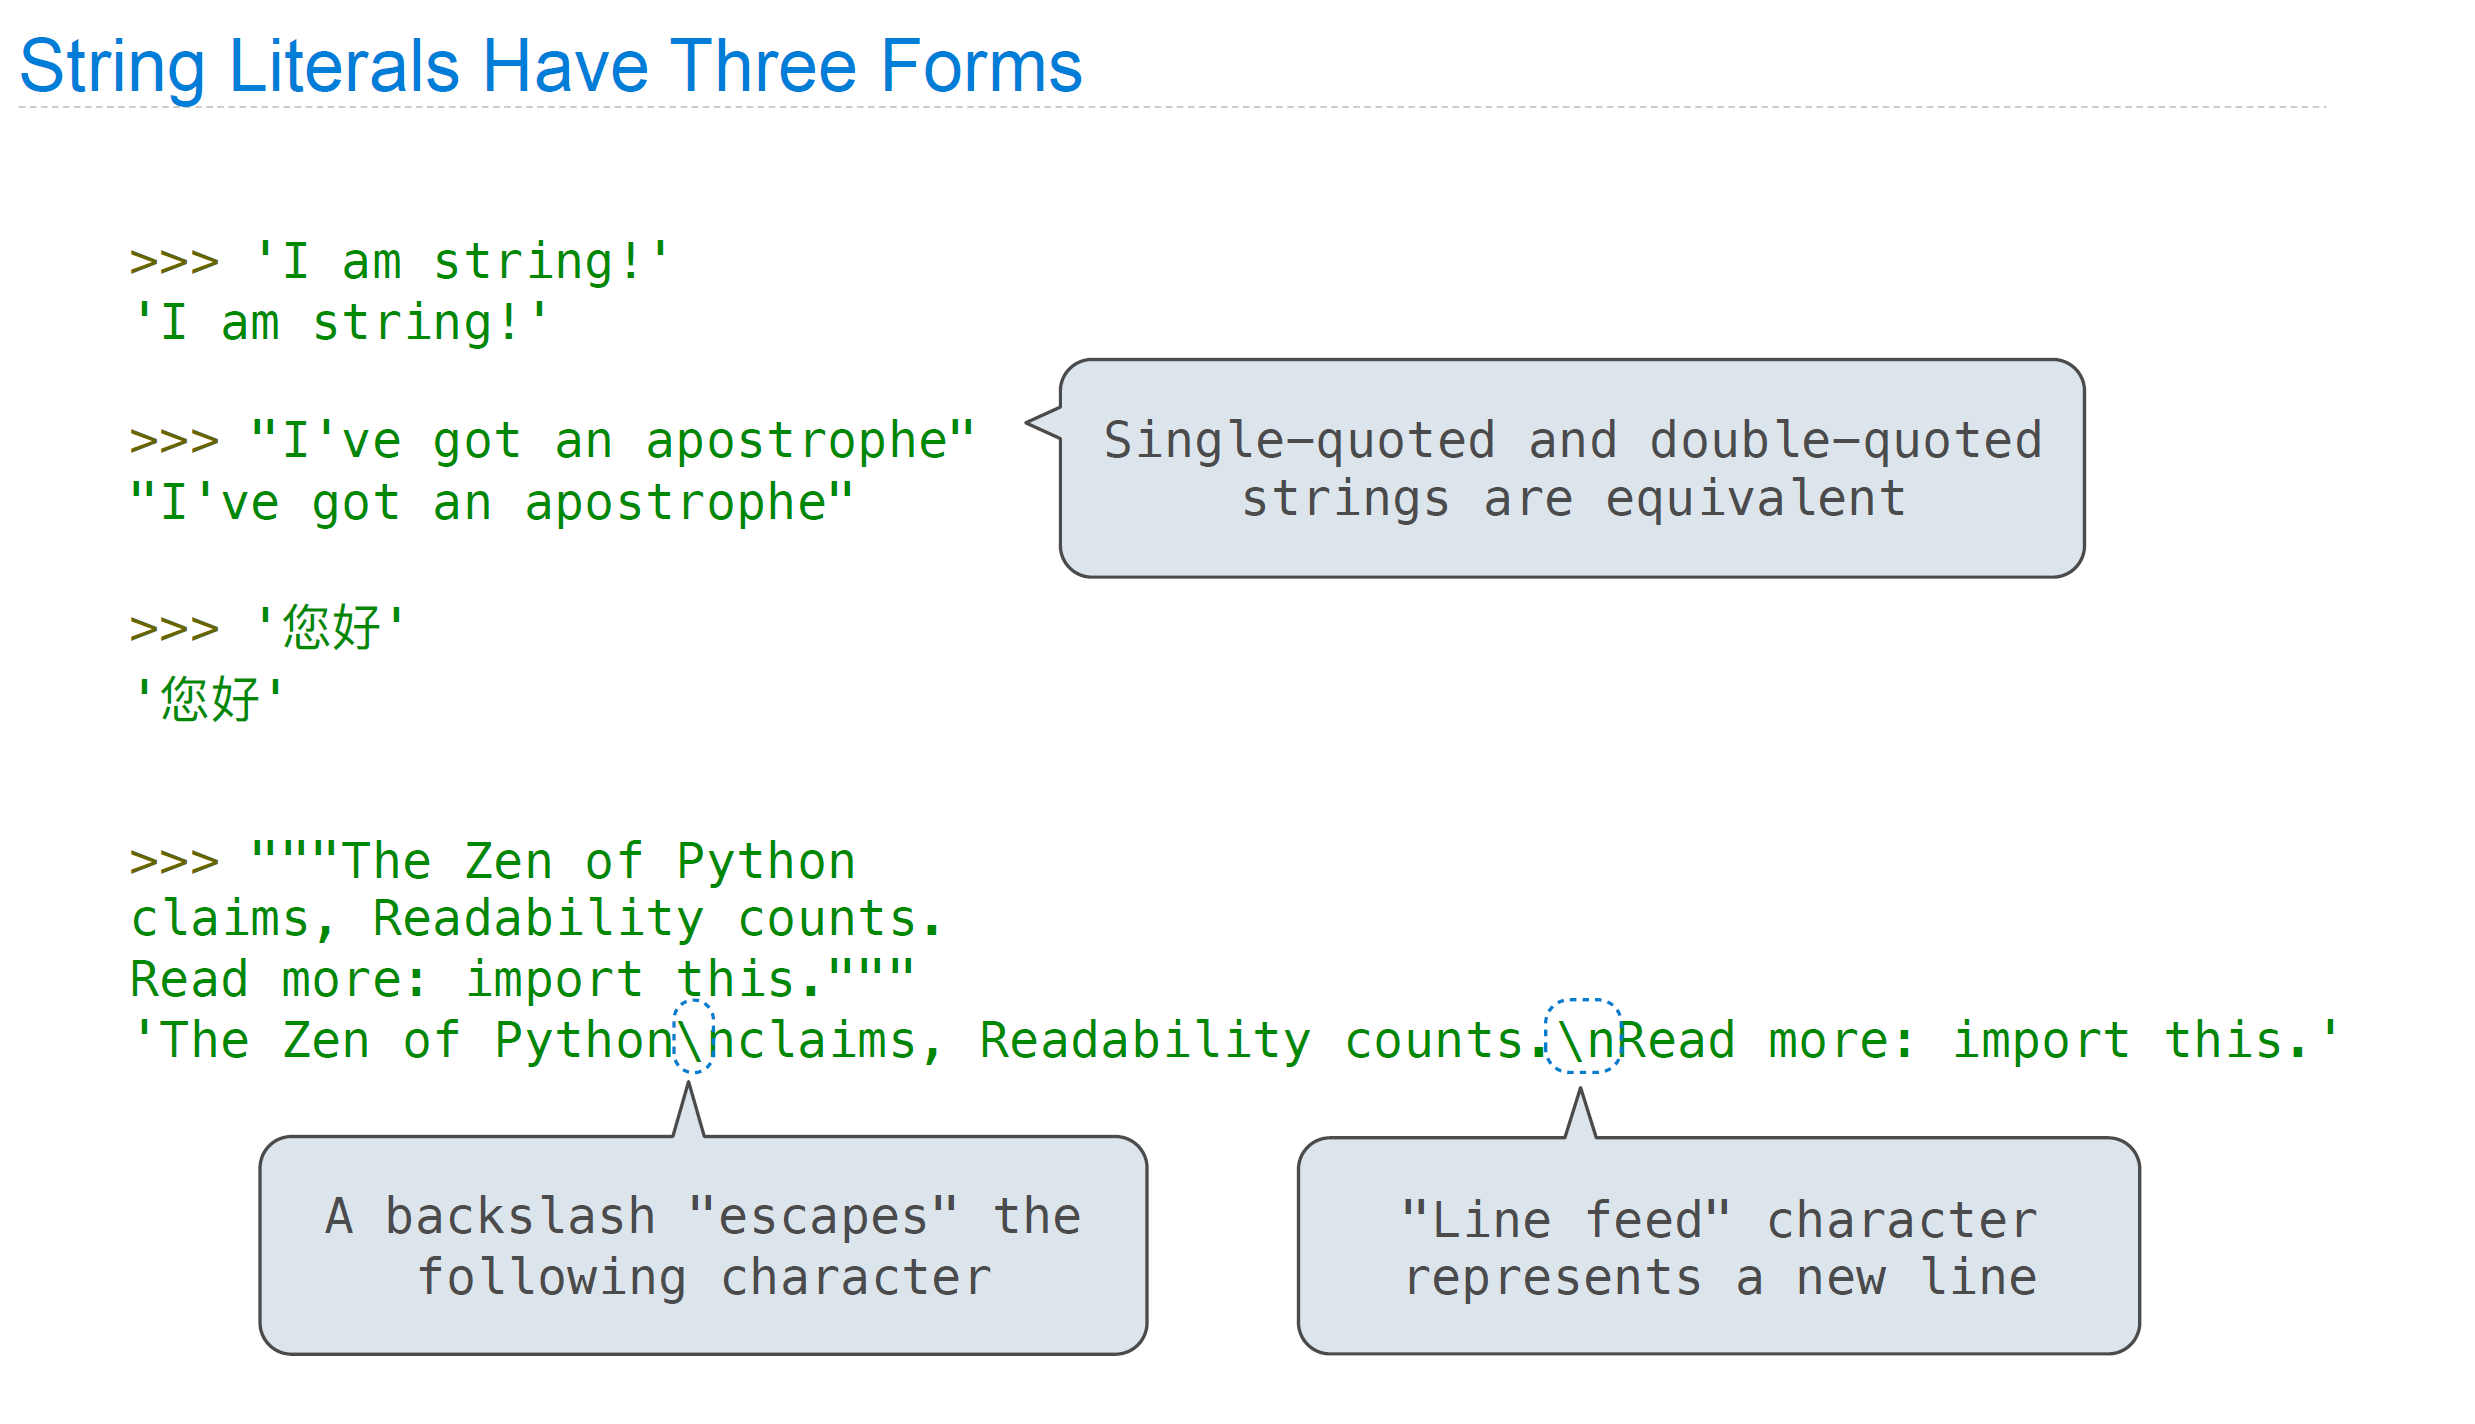 String Literals Have Three Forms
>>> 'I am string!'
'I am string!'
>>> "I've got an apostrophe"
"I've got an apostrophe"
Single-quoted and double-quoted
strings are equivalent
>>> '您好'
'您好'
>>> """The Zen of Python
claims, Readability counts.
Read more: import this."""
'The Zen of Python\nclaims, Readability counts.\nRead more: import this.'
A backslash "escapes" the
following character
"Line feed" character
represents a new line